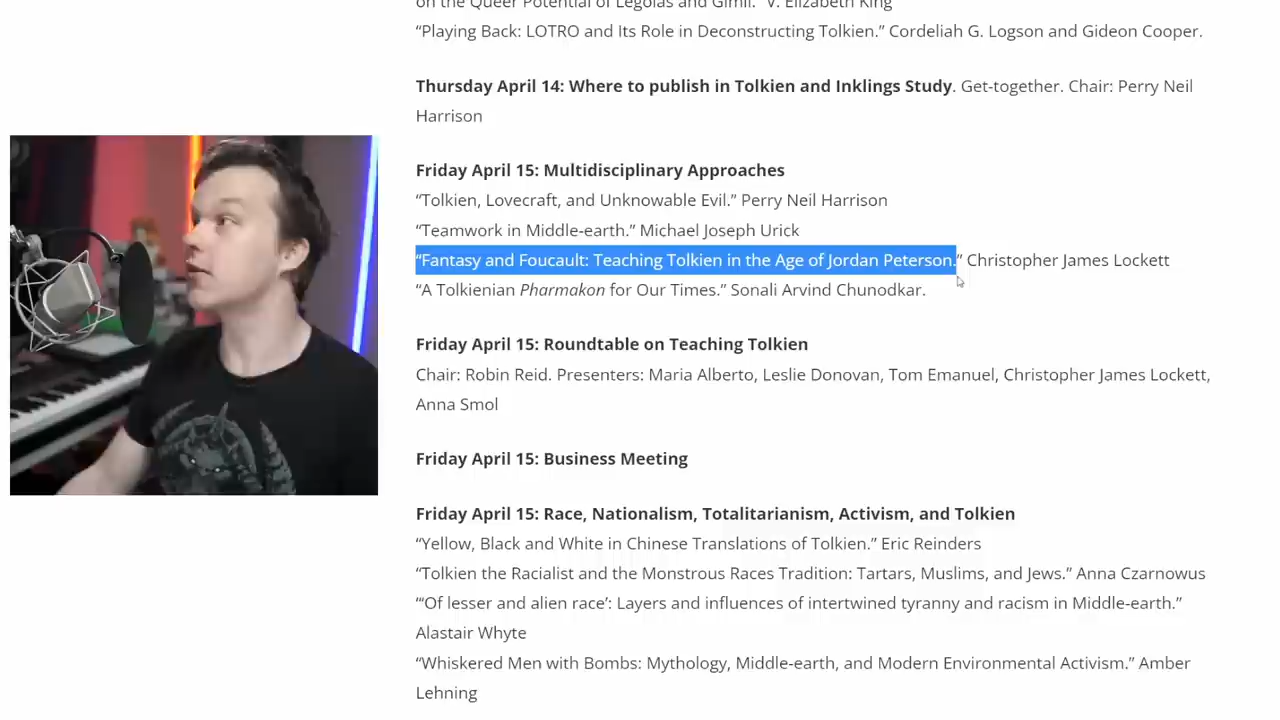 on the Queer Potential of Legolas and Gimli.” V. Elizabeth King
“Playing Back: LOTRO and Its Role in Deconstructing Tolkien.” Cordeliah G. Logson and Gideon Cooper.
Thursday April 14: Where to publish in Tolkien and Inklings Study. Get-together. Chair: Perry Neil
Harrison
Friday April 15: Multidisciplinary Approaches
“Tolkien, Lovecraft, and Unknowable Evil.” Perry Neil Harrison
“Teamwork in Middle-earth.” Michael Joseph Urick
“Fantasy and Foucault: Teaching Tolkien in the Age of Jordan Peterson.” Christopher James Lockett
“A Tolkienian Pharmakon for Our Times.” Sonali Arvind Chunodkar.
Friday April 15: Roundtable on Teaching Tolkien
Chair: Robin Reid. Presenters: Maria Alberto, Leslie Donovan, Tom Emanuel, Christopher James Lockett,
Anna Smol
Friday April 15: Business Meeting
Friday April 15: Race, Nationalism, Totalitarianism, Activism, and Tolkien
“Yellow, Black and White in Chinese Translations of Tolkien.” Eric Reinders
“Tolkien the Racialist and the Monstrous Races Tradition: Tartars, Muslims, and Jews.” Anna Czarnowus
“‘Of lesser and alien race’: Layers and influences of intertwined tyranny and racism in Middle-earth.”
Alastair Whyte
“Whiskered Men with Bombs: Mythology, Middle-earth, and Modern Environmental Activism.” Amber
Lehning